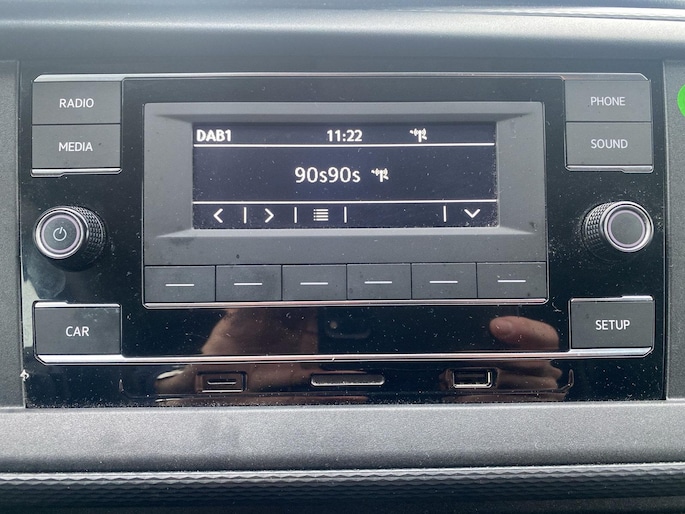 RADIO
MEDIA
DAB1 11:22
90s90s
PHONE
SOUND
CAR
SETUP